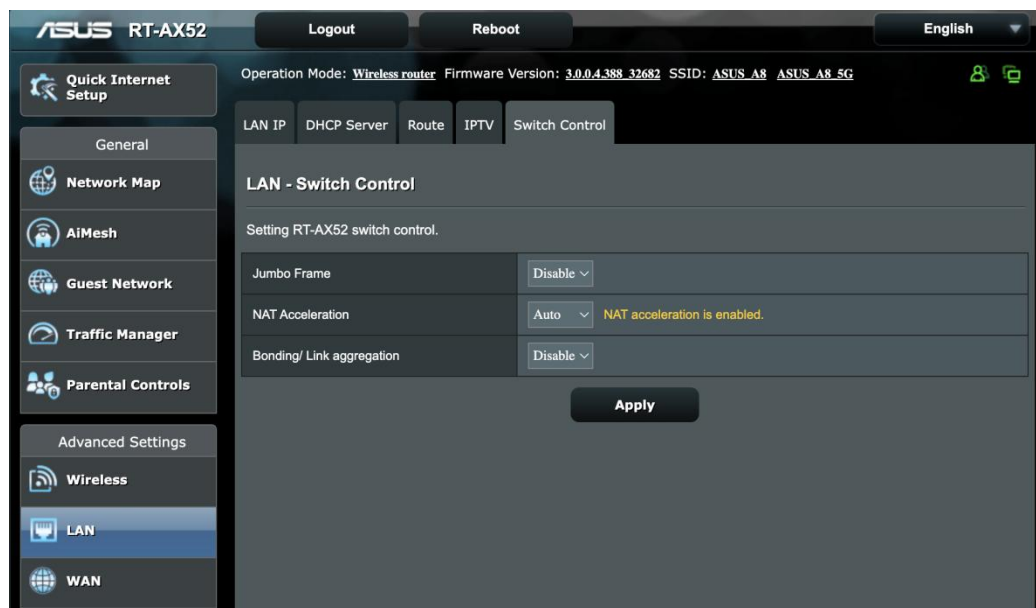 ASUS RT-AX52
Logout
Reboot
English
Quick Internet
Setup
Operation Mode: Wireless router Firmware Version: 3.0.0.4.388_32682 SSID: ASUS_A8 ASUS_A8_5G
LAN IP DHCP Server Route IPTV Switch Control
General
Network Map
AiMesh
Guest Network
Traffic Manager
Parental Controls
Advanced Settings
Wireless
LAN
WAN
LAN - Switch Control
Setting RT-AX52 switch control.
Jumbo Frame Disable
NAT Acceleration Auto NAT acceleration is enabled.
Bonding/ Link aggregation Disable
Apply